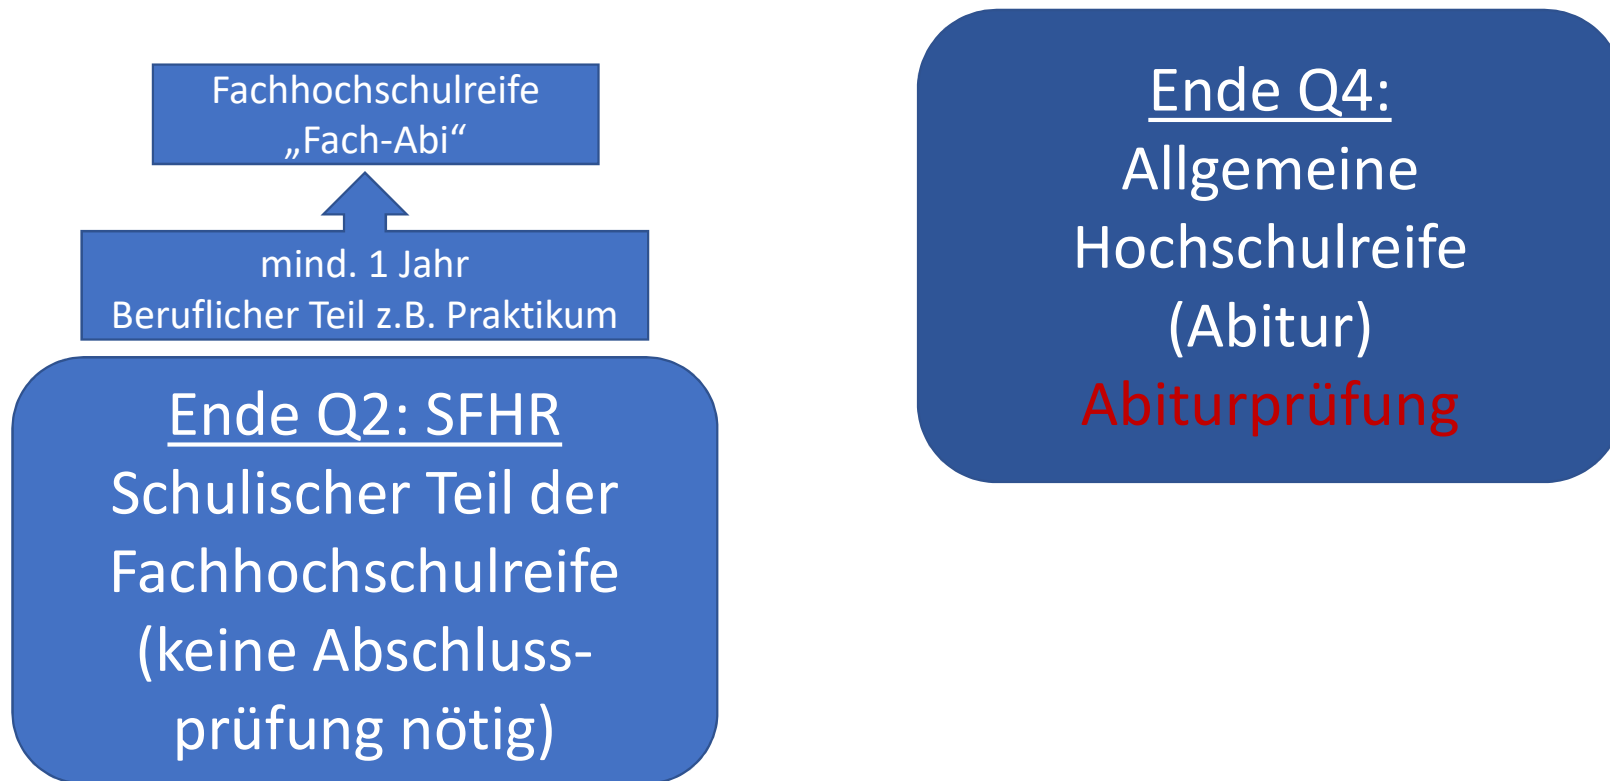 Fachhochschulreife
„Fach-Abi“
mind. 1 Jahr
Beruflicher Teil z.B. Praktikum
Ende Q2: SFHR
Schulischer Teil der
Fachhochschulreife
(keine Abschluss-
prüfung nötig)
Ende Q4:
Allgemeine
Hochschulreife
(Abitur)
Abiturprüfung